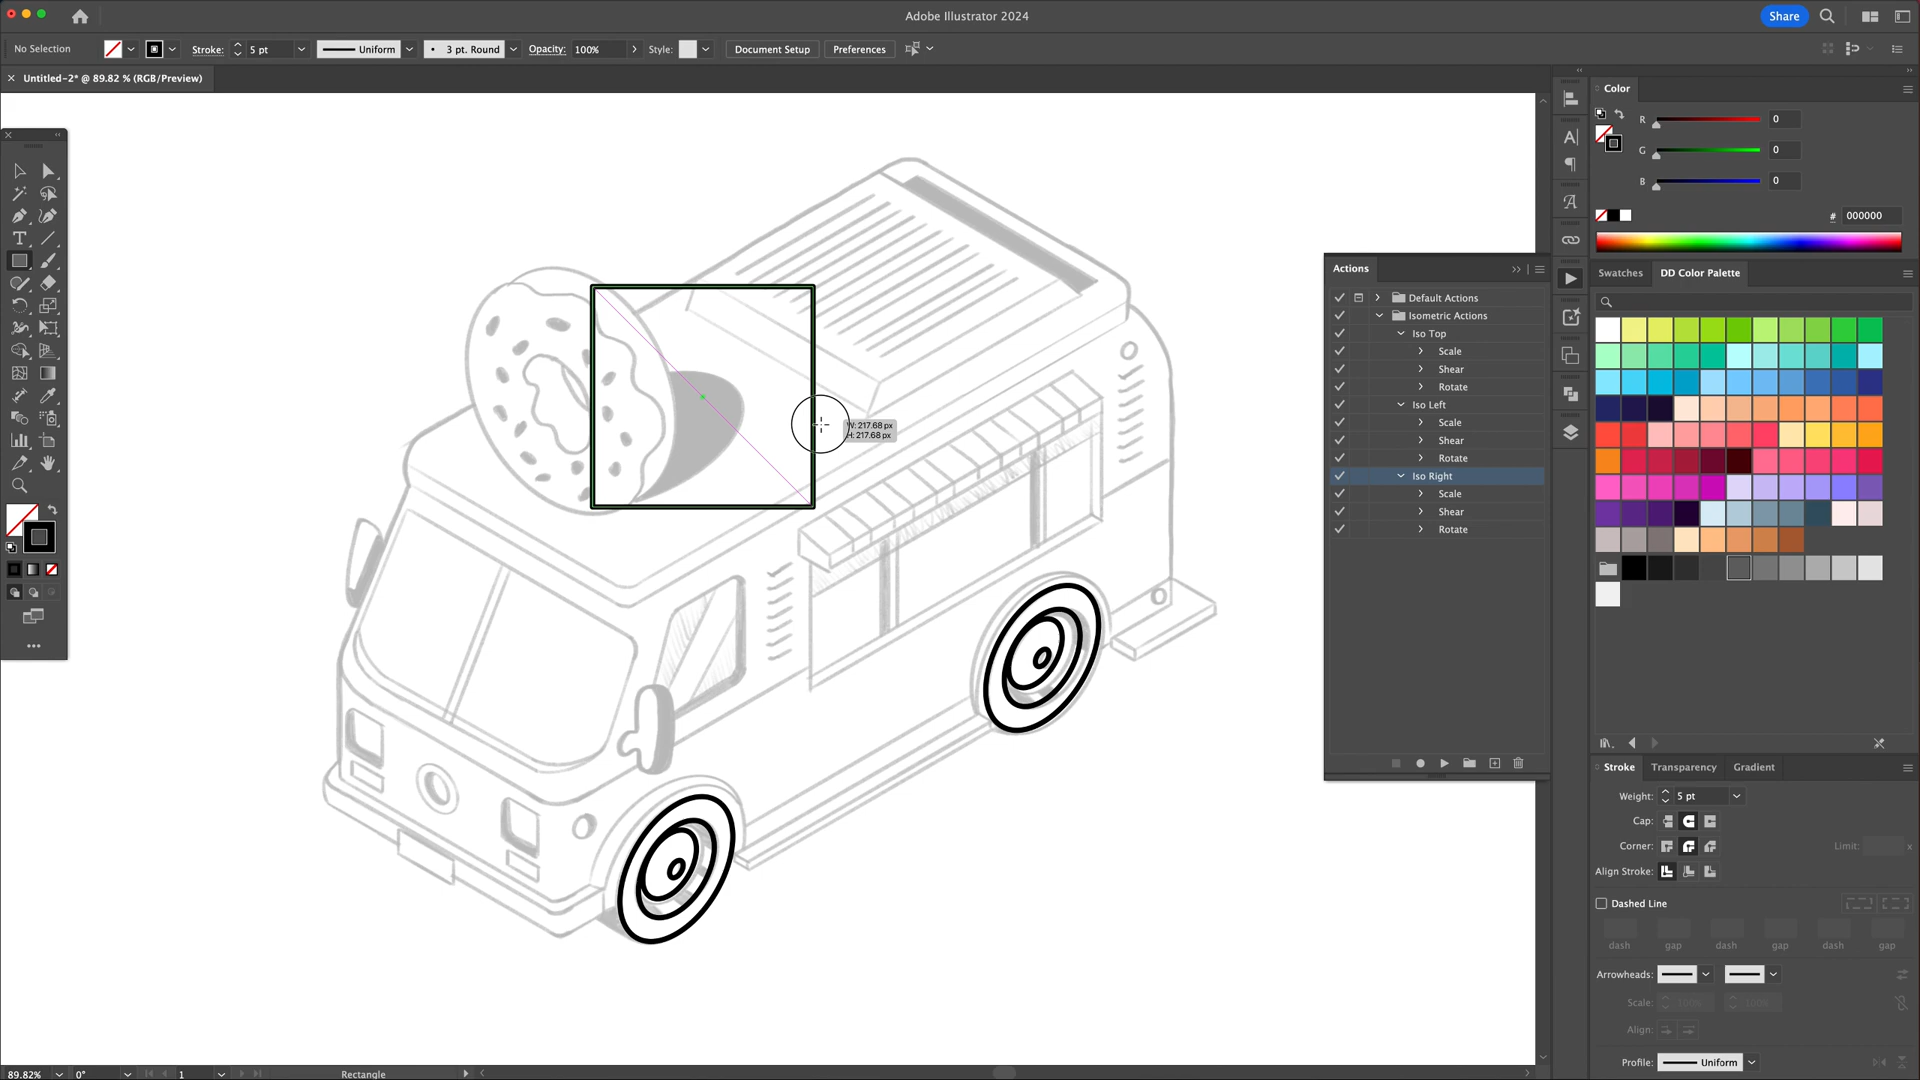 Adobe Illustrator 2024
Share
No Selection
Stroke:
5 pt
Uniform
3 pt. Round
Opacity:
100%
Style:
Document Setup
Preferences
Untitled-2* @ 89.82 % (RGB/Preview)
Color
R
0
G
0
B
0
#
000000
Swatches
DD Color Palette
Actions
Default Actions
Isometric Actions
Iso Top
Scale
Shear
Rotate
Iso Left
Scale
Shear
Rotate
Iso Right
Scale
Shear
Rotate
W: 217.68 px
H: 217.68 px
Stroke
Transparency
Gradient
Weight:
5 pt
Cap:
Corner:
Limit:
x
Align Stroke:
Dashed Line
dash
gap
dash
gap
dash
gap
Arrowheads:
Scale:
100%
100%
Align:
Profile:
Uniform
89.82%
0°
1
Rectangle